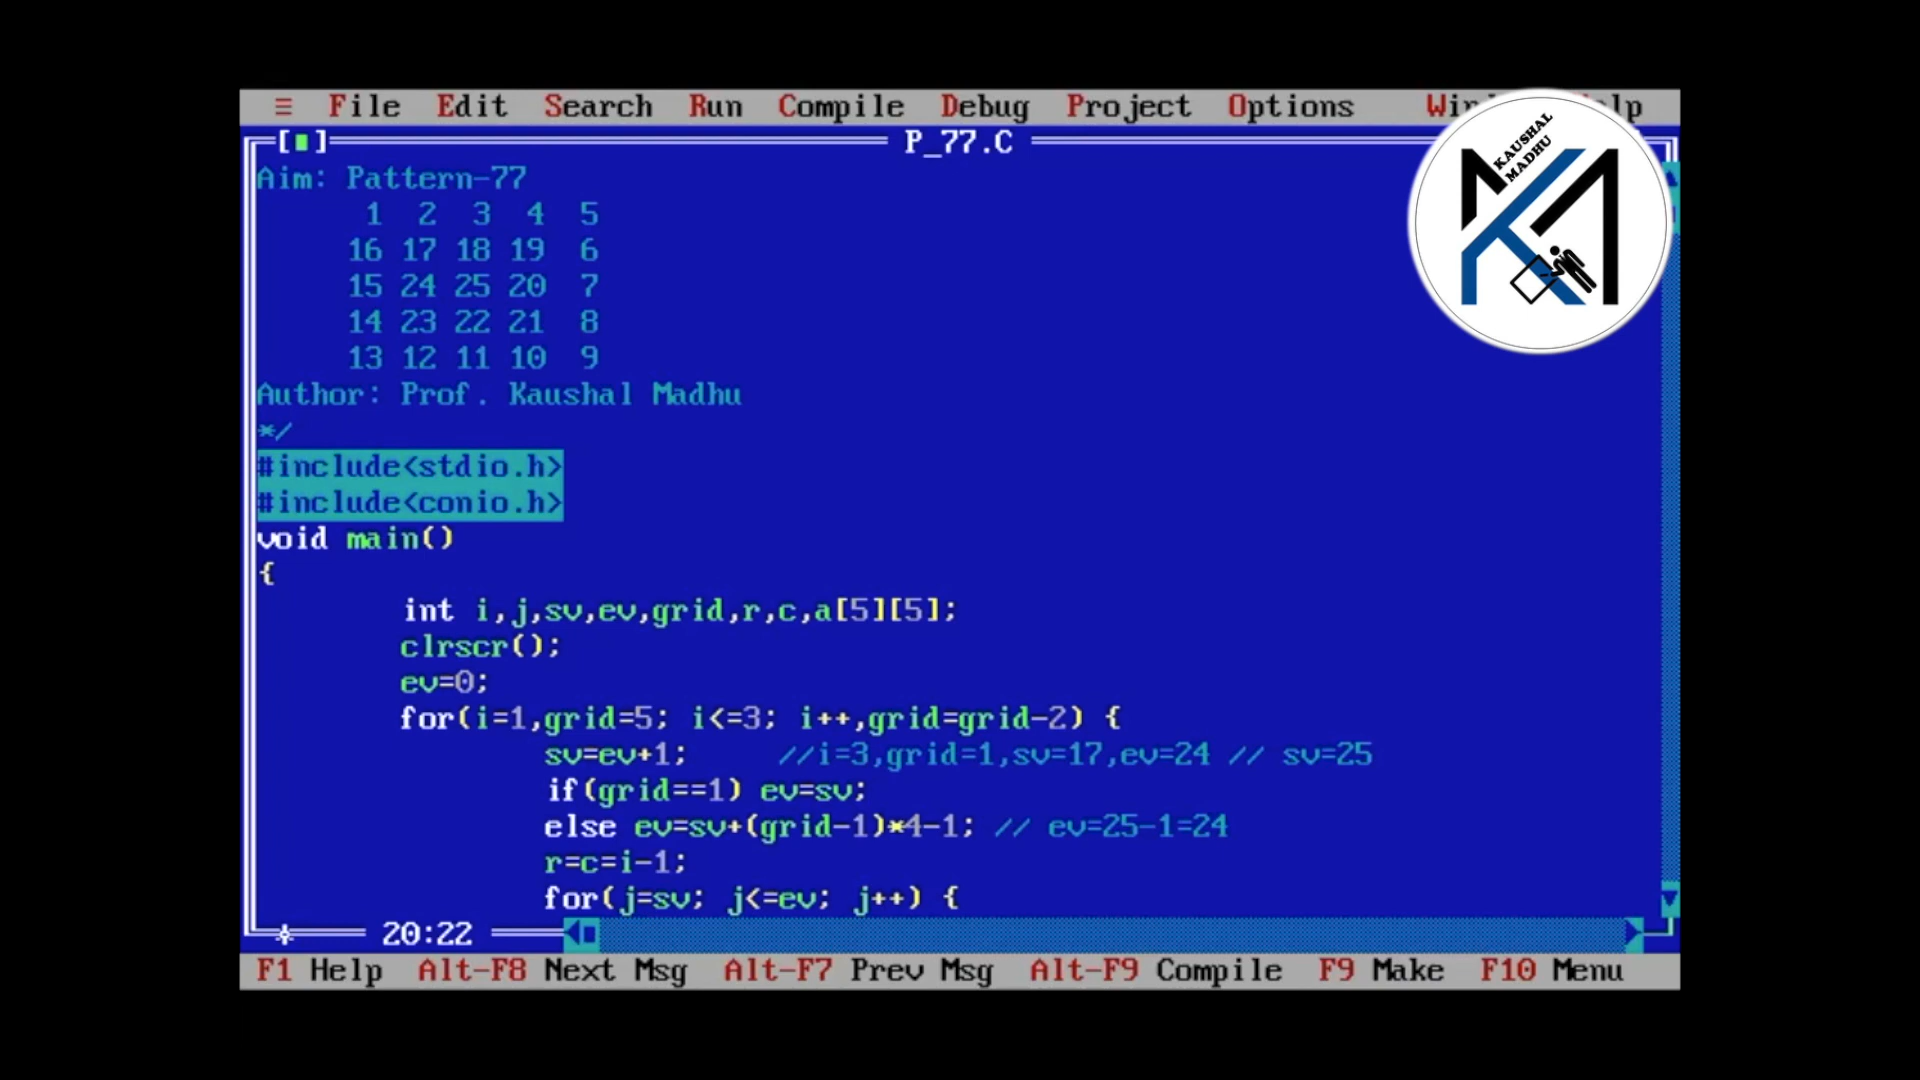 ≡ File Edit Search Run Compile Debug Project Options
[■] P_77.C
Aim: Pattern-77
1 2 3 4 5
16 17 18 19 6
15 24 25 20 7
14 23 22 21 8
13 12 11 10 9
Author: Prof. Kaushal Madhu
*/
#include<stdio.h>
#include<conio.h>
void main()
{
int i,j,sv,ev,grid,r,c,a[5][5];
clrscr();
ev=0;
for(i=1,grid=5; i<=3; i++,grid=grid-2) {
sv=ev+1; //i=3,grid=1,sv=17,ev=24 // sv=25
if(grid==1) ev=sv;
else ev=sv+(grid-1)*4-1; // ev=25-1=24
r=c=i-1;
for(j=sv; j<=ev; j++) {
20:22
F1 Help Alt-F8 Next Msg Alt-F7 Prev Msg Alt-F9 Compile F9 Make F10 Menu
KAUSHAL
MADHU